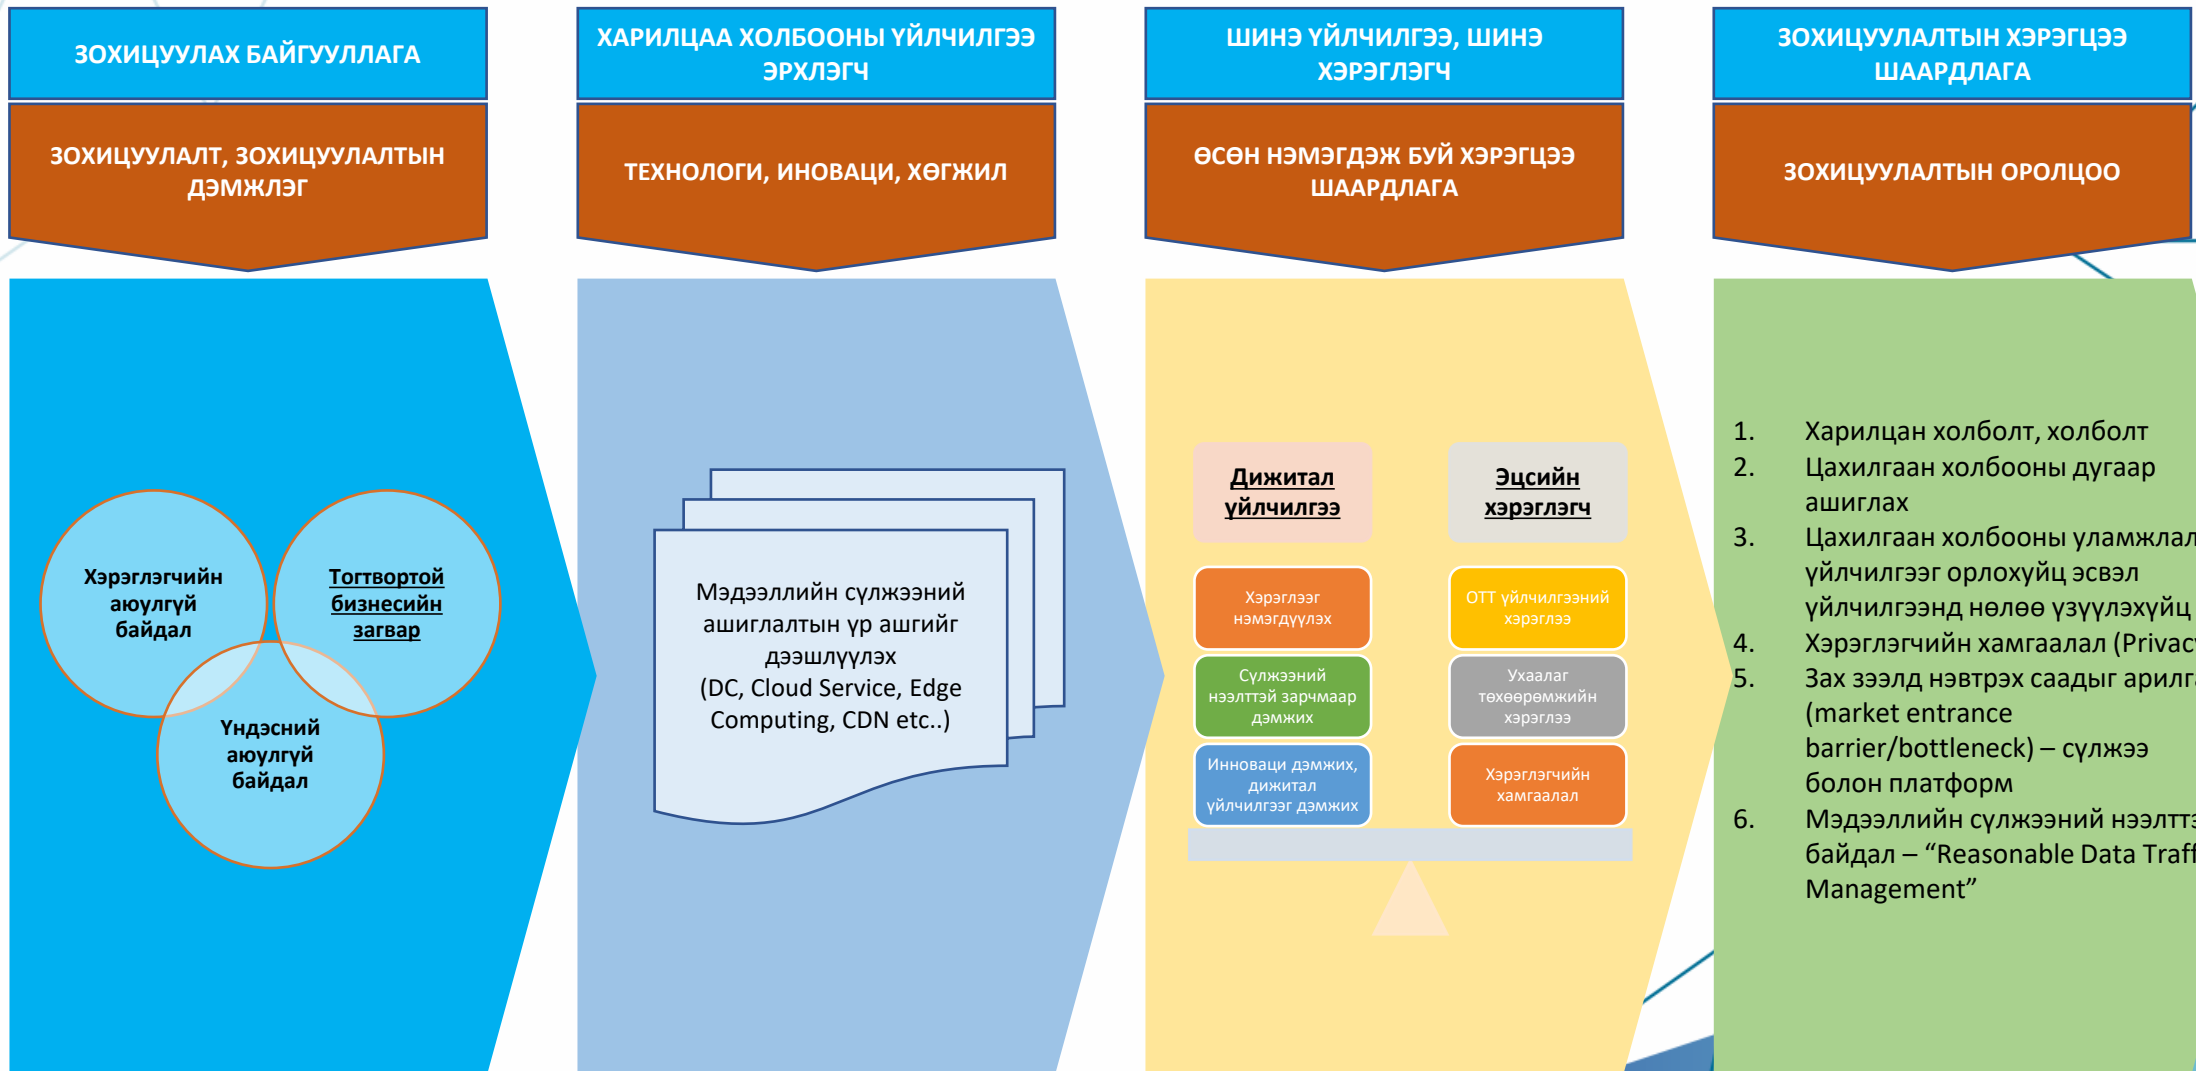 ЗОХИЦУУЛАХ БАЙГУУЛЛАГА
ЗОХИЦУУЛАЛТ, ЗОХИЦУУЛАЛТЫН
ДЭМЖЛЭГ
Хэрэглэгчийн
аюулгүй
байдал
Тогтвортой
бизнесийн
загвар
Үндэсний
аюулгүй
байдал
ХАРИЛЦАА ХОЛБООНЫ ҮЙЛЧИЛГЭЭ
ЭРХЛЭГЧ
ТЕХНОЛОГИ, ИНОВАЦИ, ХӨГЖИЛ
Мэдээллийн сүлжээний
ашиглалтын үр ашгийг
дээшлүүлэх
(DC, Cloud Service, Edge
Computing, CDN etc..)
ШИНЭ ҮЙЛЧИЛГЭЭ, ШИНЭ
ХЭРЭГЛЭГЧ
ӨСӨН НЭМЭГДЭЖ БУЙ ХЭРЭГЦЭЭ
ШААРДЛАГА
Дижитал
үйлчилгээ
Хэрэглээг
нэмэгдүүлэх
Сүлжээний
нээлттэй зарчмаар
дэмжих
Инноваци дэмжих,
дижитал
үйлчилгээг дэмжих
Эцсийн
хэрэглэгч
ОТТ үйлчилгээний
хэрэглээ
Ухаалаг
төхөөрөмжийн
хэрэглээ
Хэрэглэгчийн
хамгаалал
ЗОХИЦУУЛАЛТЫН ХЭРЭГЦЭЭ
ШААРДЛАГА
ЗОХИЦУУЛАЛТЫН ОРОЛЦОО
1. Харилцан холболт, холболт
2. Цахилгаан холбооны дугаар
ашиглах
3. Цахилгаан холбооны уламжлал
үйлчилгээг орлохуйц эсвэл
үйлчилгээнд нөлөө үзүүлэхүйц
4. Хэрэглэгчийн хамгаалал (Privacy
5. Зах зээлд нэвтрэх саадыг арилга
(market entrance
barrier/bottleneck) – сүлжээ
болон платформ
6. Мэдээллийн сүлжээний нээлттэ
байдал – “Reasonable Data Traff
Management”